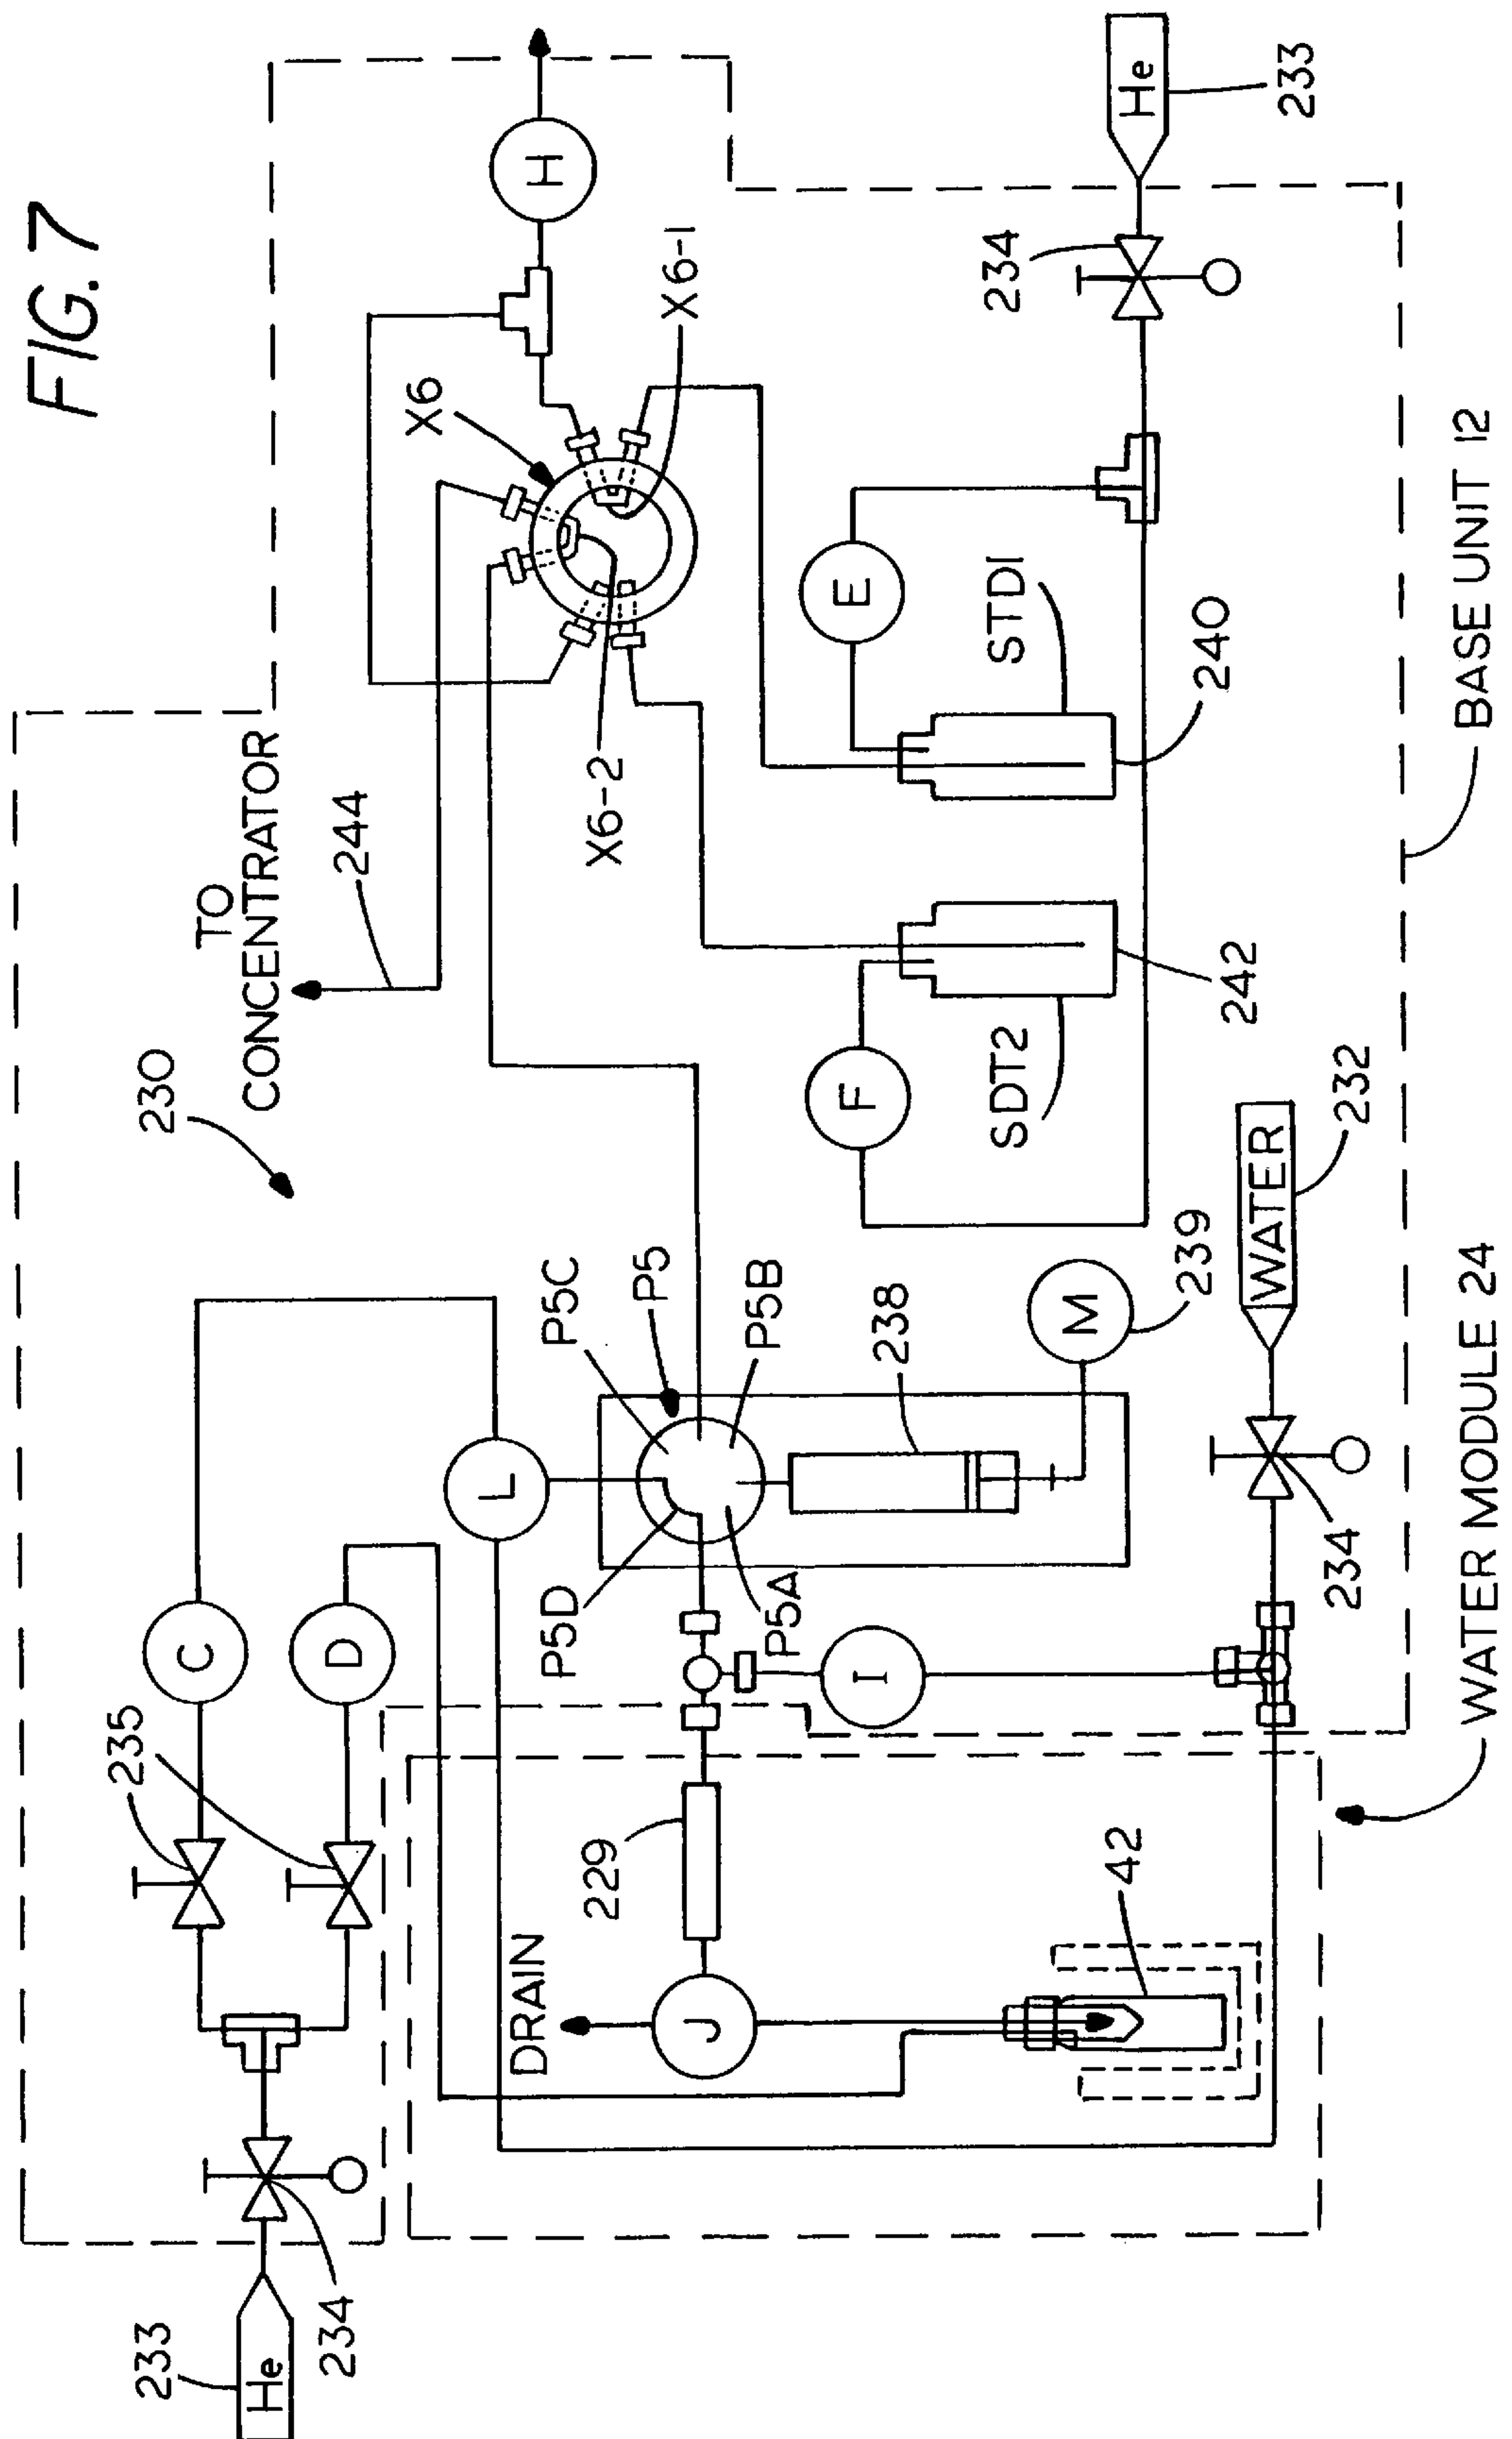 FIG. 7
233
He
234
235
C
D
L
230
TO
CONCENTRATOR
244
X6
X6-1
X6-2
H
DRAIN
J
229
P5D
P5C
P5
P5B
P5A
238
M
239
I
42
F
E
SDT2
STD1
242
240
234
He
233
234
WATER
232
WATER MODULE 24
BASE UNIT 12